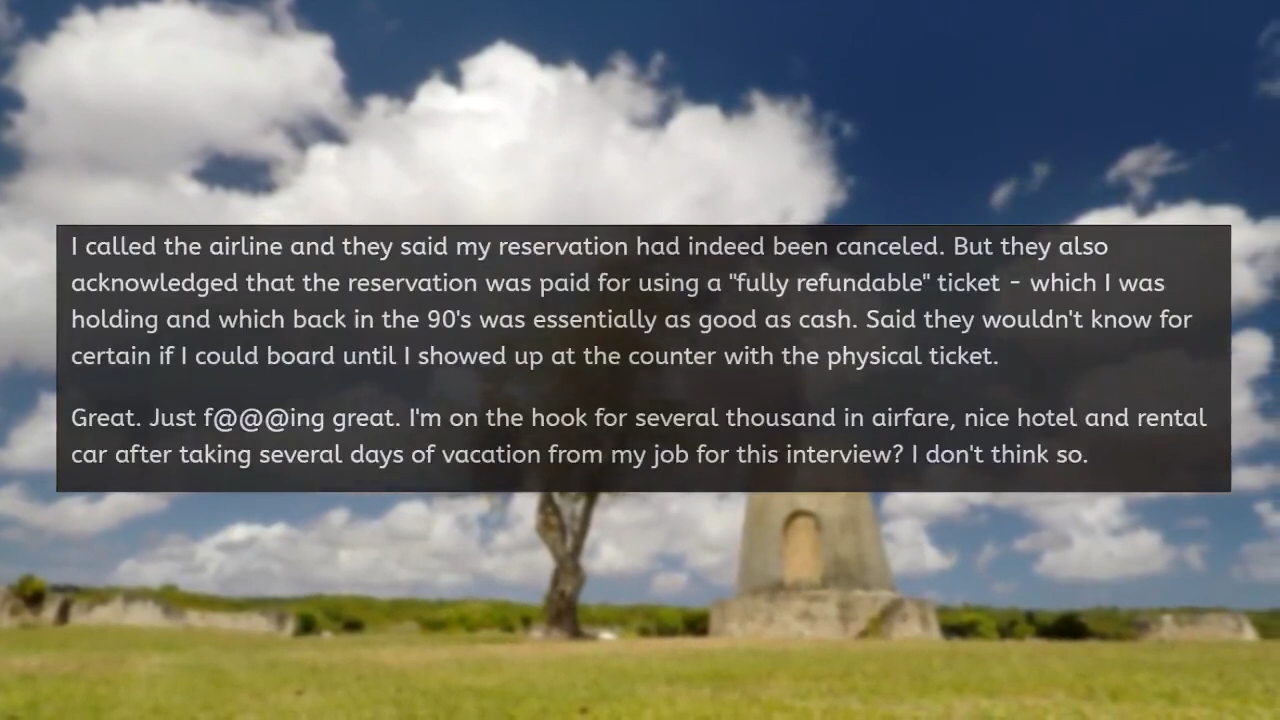 I called the airline and they said my reservation had indeed been canceled. But they also
acknowledged that the reservation was paid for using a "fully refundable" ticket - which I was
holding and which back in the 90's was essentially as good as cash. Said they wouldn't know for
certain if I could board until I showed up at the counter with the physical ticket.
Great. Just f@@@ing great. I'm on the hook for several thousand in airfare, nice hotel and rental
car after taking several days of vacation from my job for this interview? I don't think so.